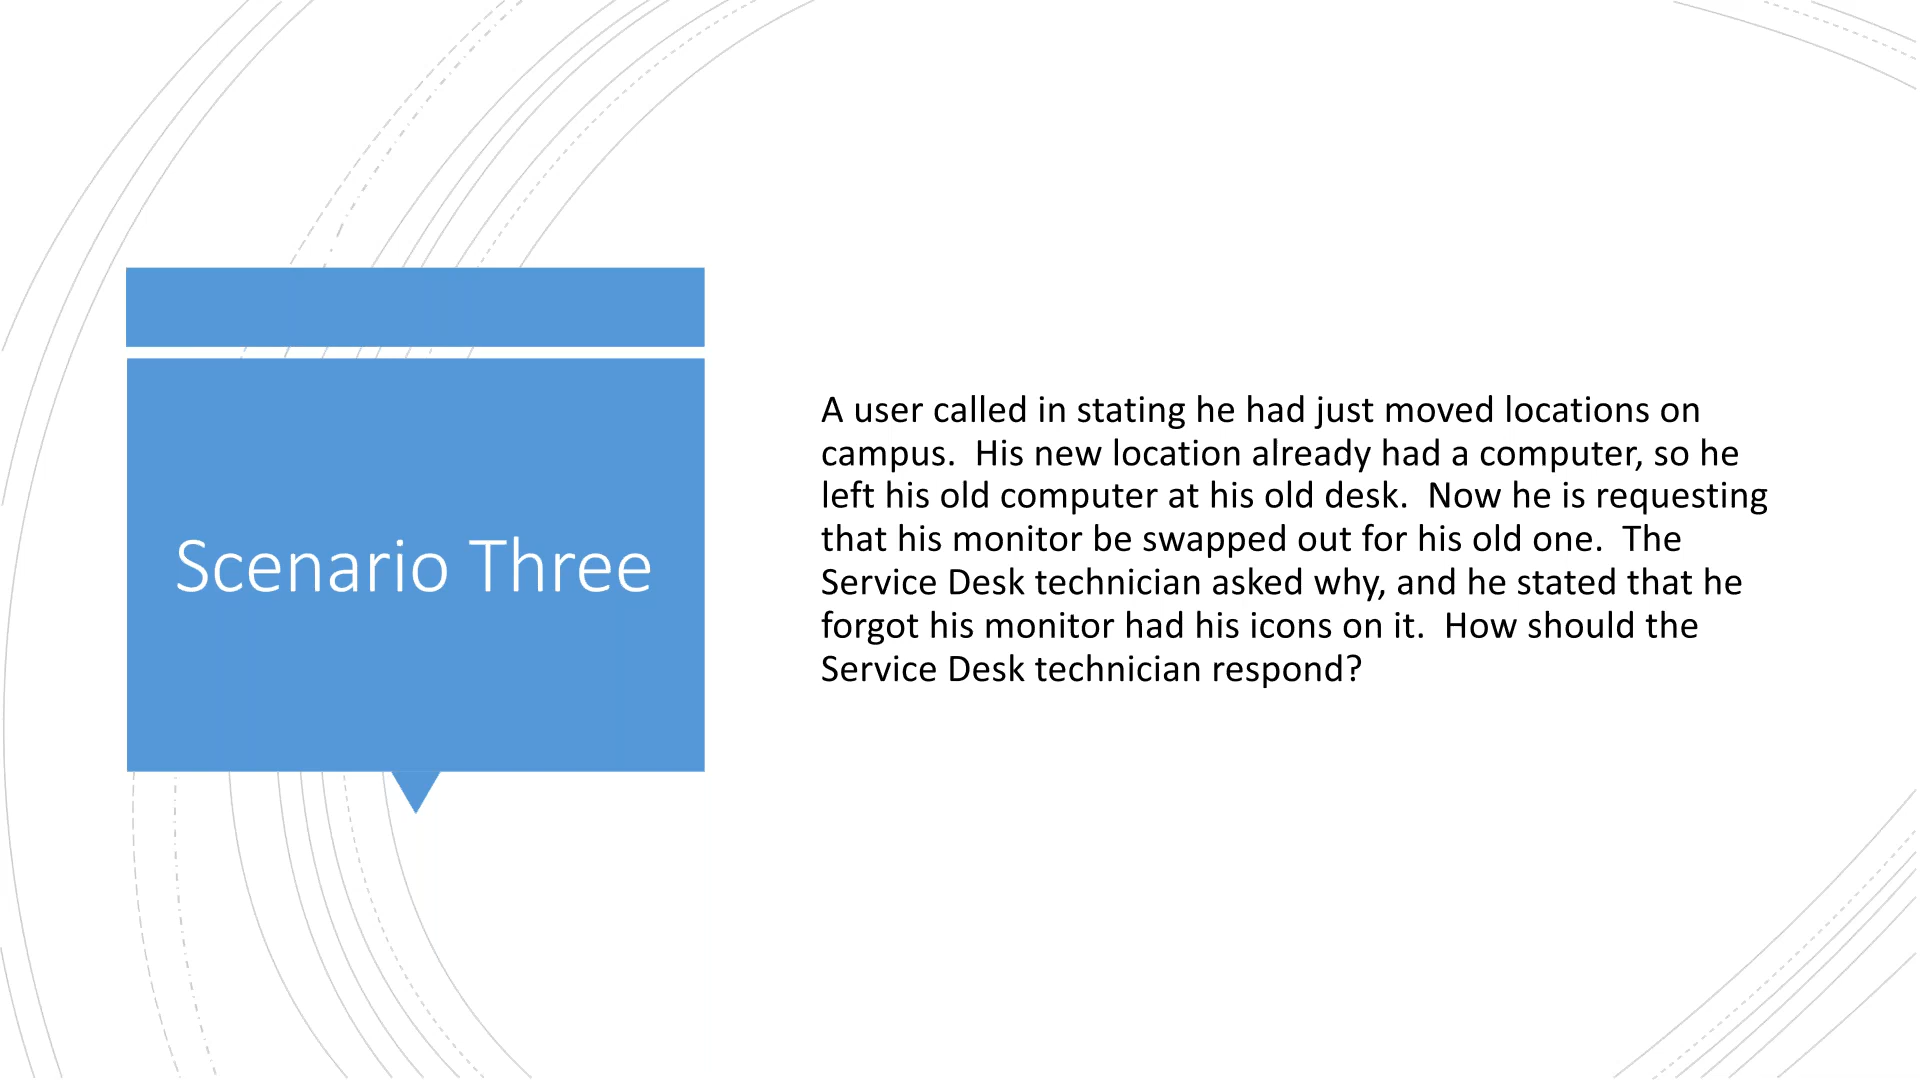 Scenario Three
A user called in stating he had just moved locations on
campus.  His new location already had a computer, so he
left his old computer at his old desk.  Now he is requesting
that his monitor be swapped out for his old one.  The
Service Desk technician asked why, and he stated that he
forgot his monitor had his icons on it.  How should the
Service Desk technician respond?